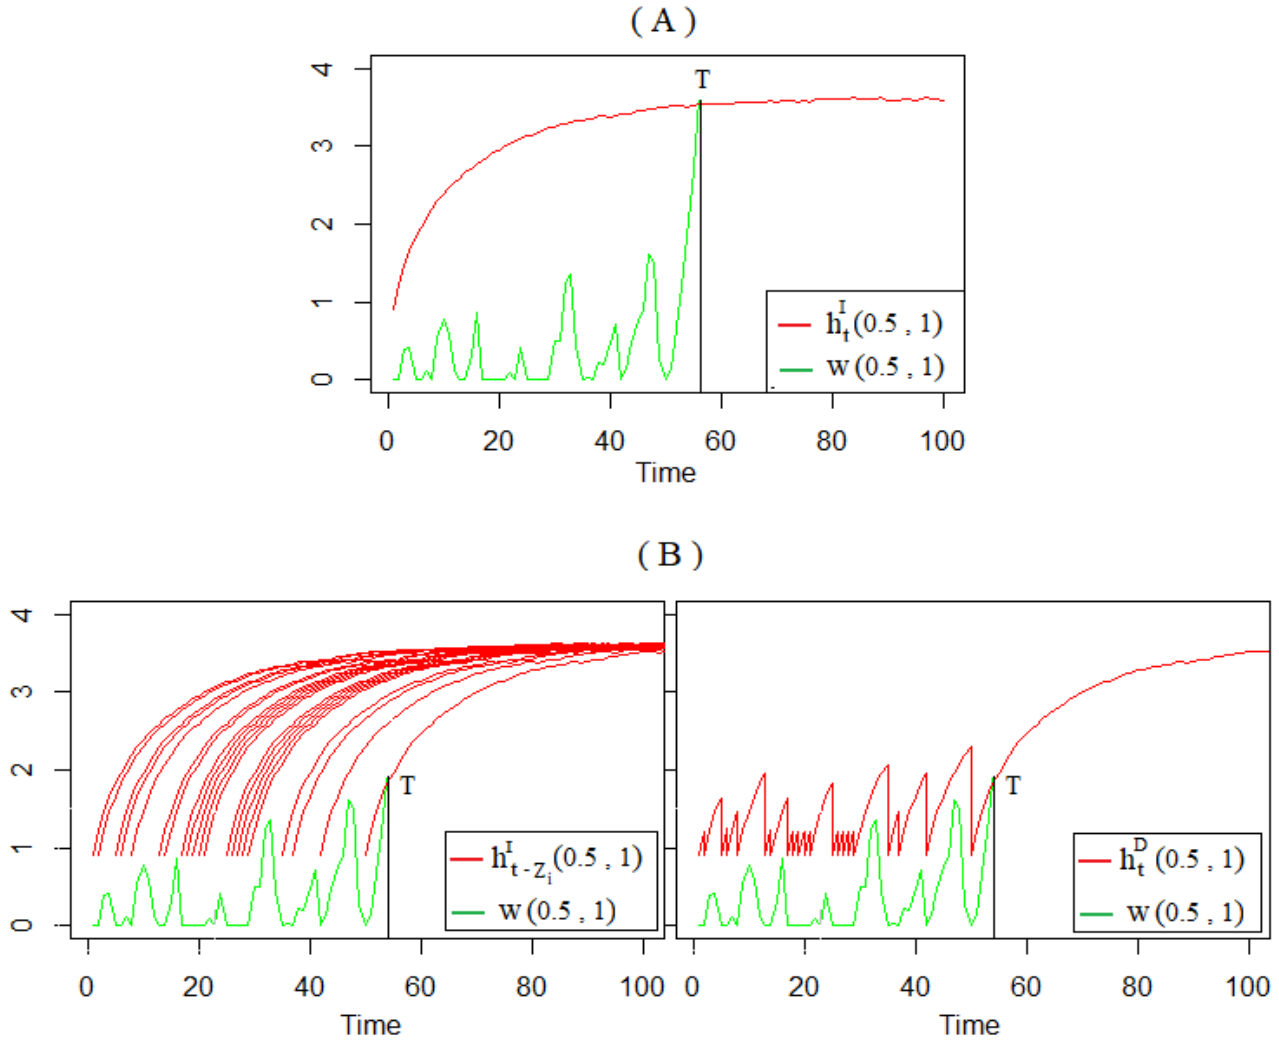 ( A )
4
3
2
1
0
T
h_t^I (0.5 , 1)
w (0.5 , 1)
0 20 40 60 80 100
Time
( B )
4
3
2
1
0
T
h^I_{t - Z_i} (0.5 , 1)
w (0.5 , 1)
0 20 40 60 80 100
Time
T
h_t^D (0.5 , 1)
w (0.5 , 1)
0 20 40 60 80 100
Time